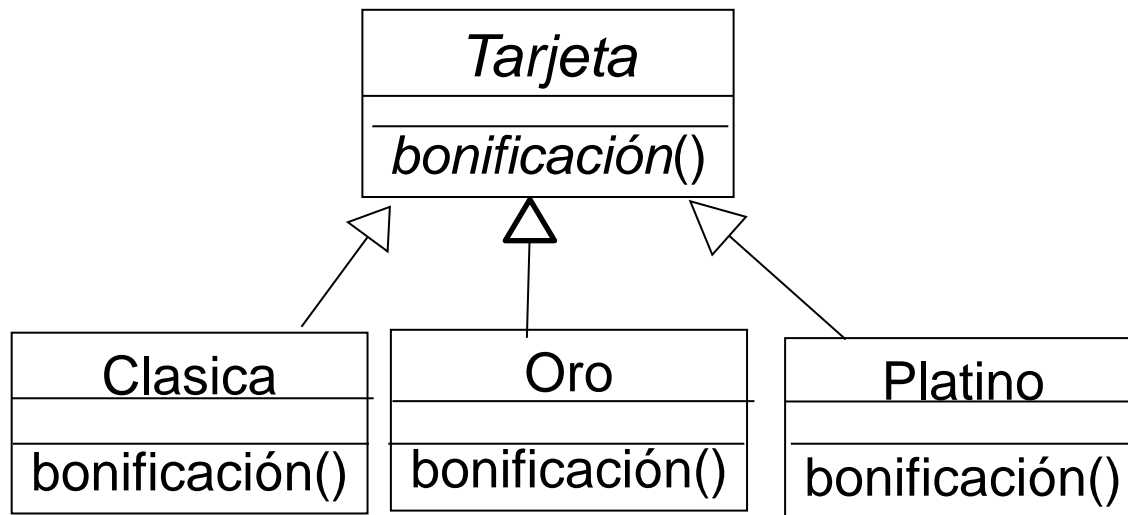 Tarjeta
bonificación()
Clasica
Oro
Platino
bonificación()
bonificación()
bonificación()